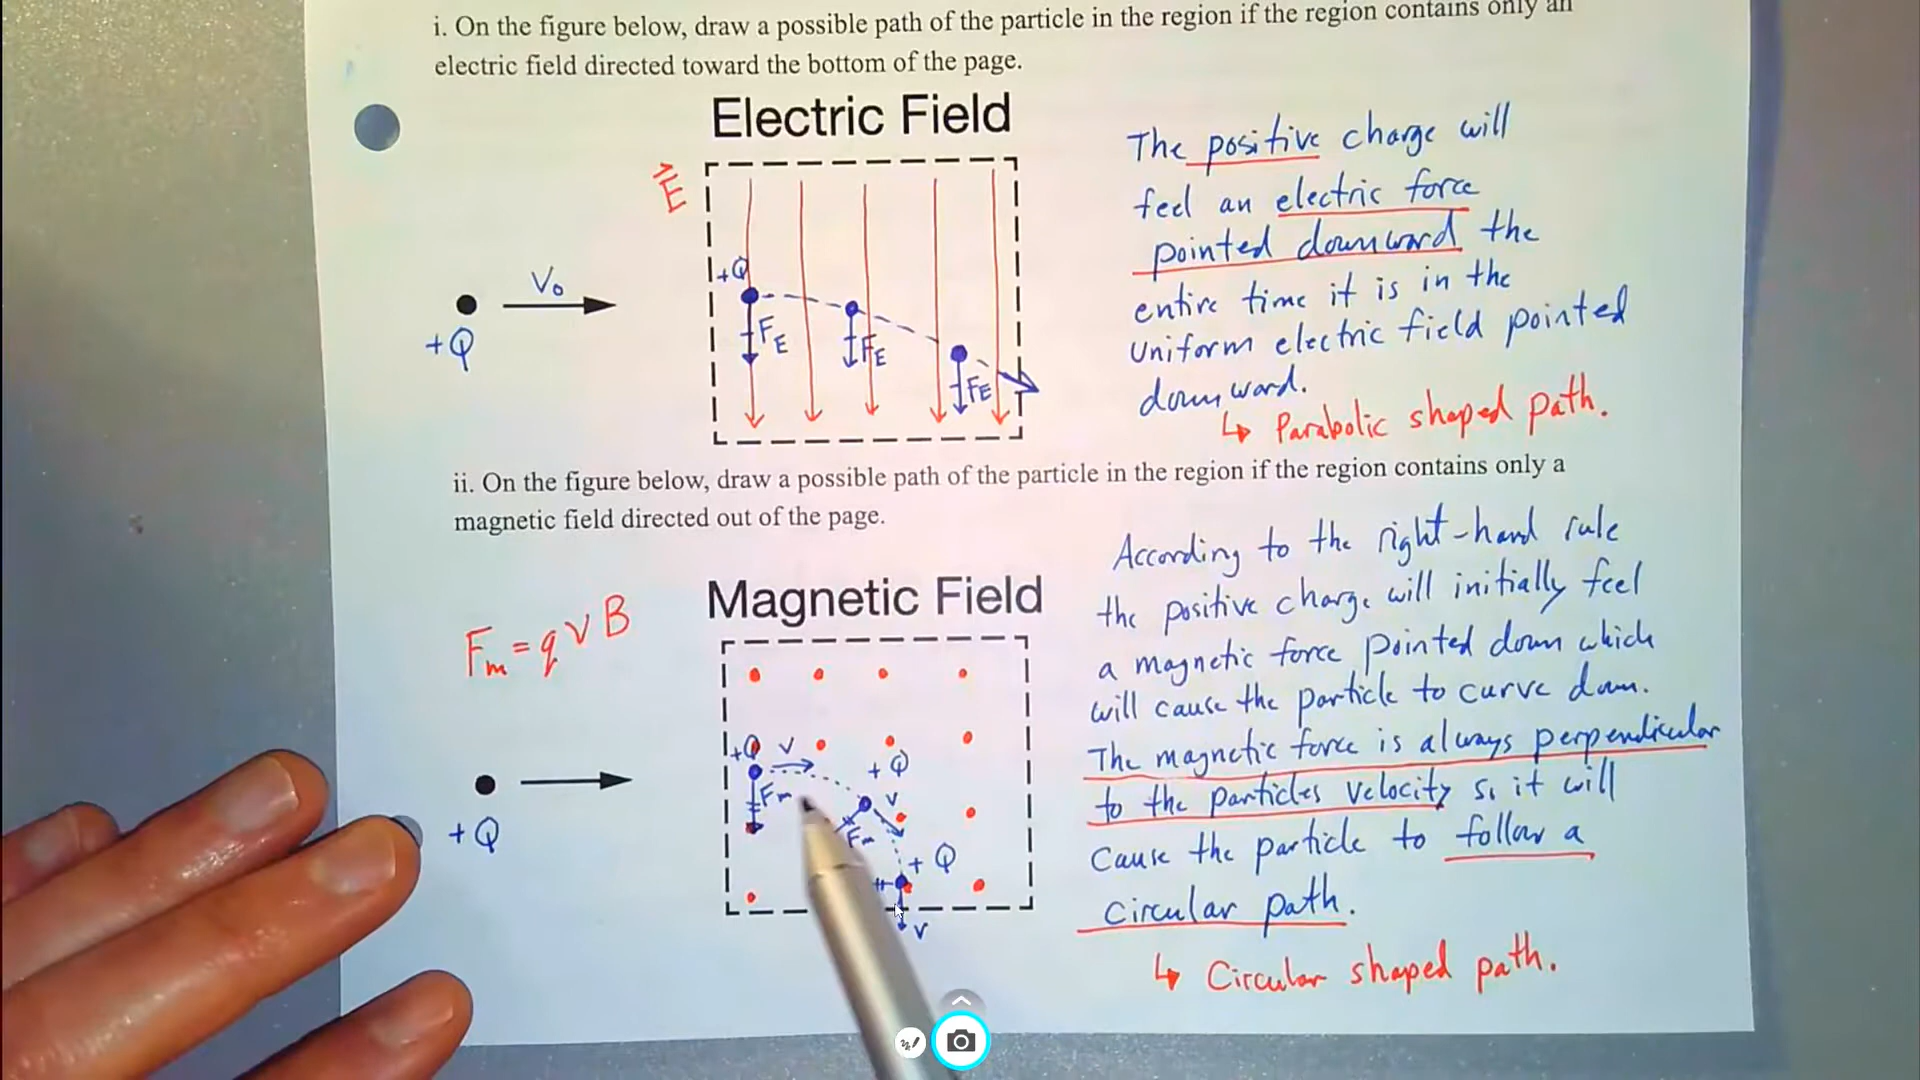 i. On the figure below, draw a possible path of the particle in the region if the region contains only an
electric field directed toward the bottom of the page.
Electric Field
E
+Q
V₀
+Q
F_E
F_E
F_E
The positive charge will
feel an electric force
pointed downward the
entire time it is in the
uniform electric field pointed
downward.
↳ Parabolic shaped path.
ii. On the figure below, draw a possible path of the particle in the region if the region contains only a
magnetic field directed out of the page.
Magnetic Field
Fm = qvB
+Q v
+Q
Fm
v
Fm
+Q
+Q
v
According to the right-hand rule
the positive charge will initially feel
a magnetic force pointed down which
will cause the particle to curve down.
The magnetic force is always perpendicular
to the particles velocity so it will
cause the particle to follow a
circular path.
↳ Circular shaped path.